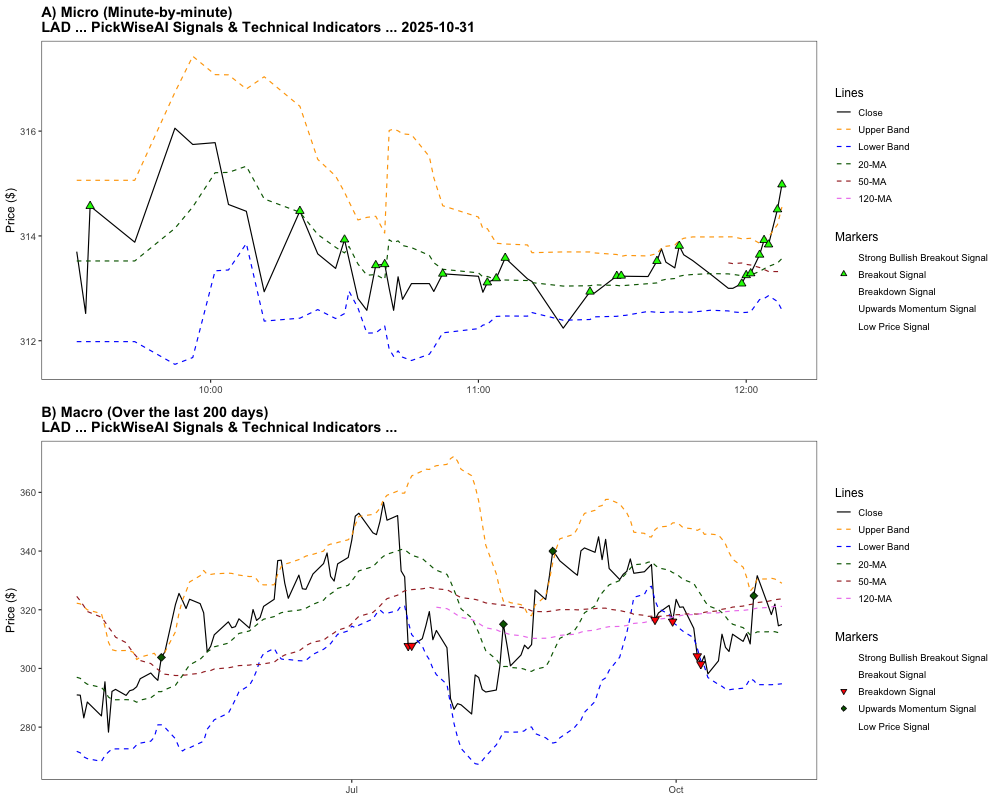 A) Micro (Minute-by-minute)
LAD ... PickWiseAI Signals & Technical Indicators ... 2025-10-31
Price ($)
316
314
312
10:00
11:00
12:00
Lines
Close
Upper Band
Lower Band
20-MA
50-MA
120-MA
Markers
Strong Bullish Breakout Signal
Breakout Signal
Breakdown Signal
Upwards Momentum Signal
Low Price Signal
B) Macro (Over the last 200 days)
LAD ... PickWiseAI Signals & Technical Indicators ...
Price ($)
360
340
320
300
280
Jul
Oct
Lines
Close
Upper Band
Lower Band
20-MA
50-MA
120-MA
Markers
Strong Bullish Breakout Signal
Breakout Signal
Breakdown Signal
Upwards Momentum Signal
Low Price Signal